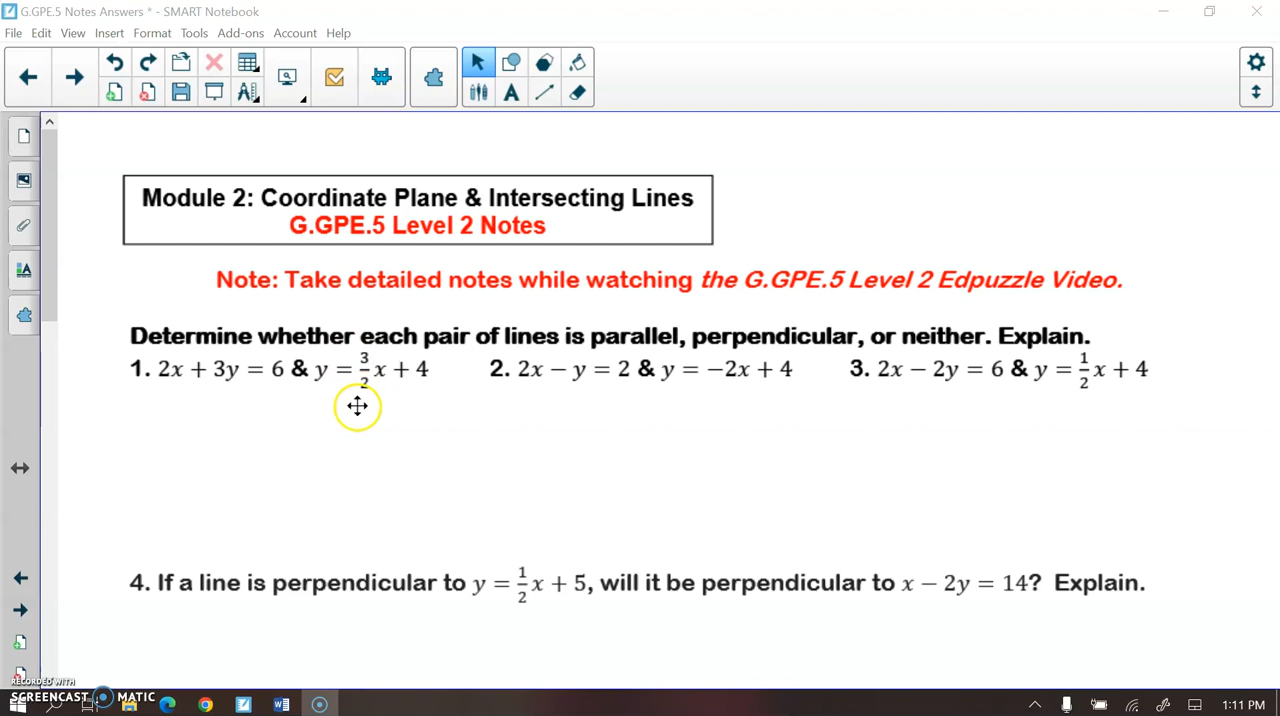 G.GPE.5 Notes Answers * - SMART Notebook
File Edit View Insert Format Tools Add-ons Account Help
Module 2: Coordinate Plane & Intersecting Lines
G.GPE.5 Level 2 Notes
Note: Take detailed notes while watching the G.GPE.5 Level 2 Edpuzzle Video.
Determine whether each pair of lines is parallel, perpendicular, or neither. Explain.
1. 2x + 3y = 6 & y = 3/2 x + 4 2. 2x − y = 2 & y = −2x + 4 3. 2x − 2y = 6 & y = 1/2 x + 4
4. If a line is perpendicular to y = 1/2 x + 5, will it be perpendicular to x − 2y = 14? Explain.
RECORDED WITH
SCREENCAST MATIC
1:11 PM